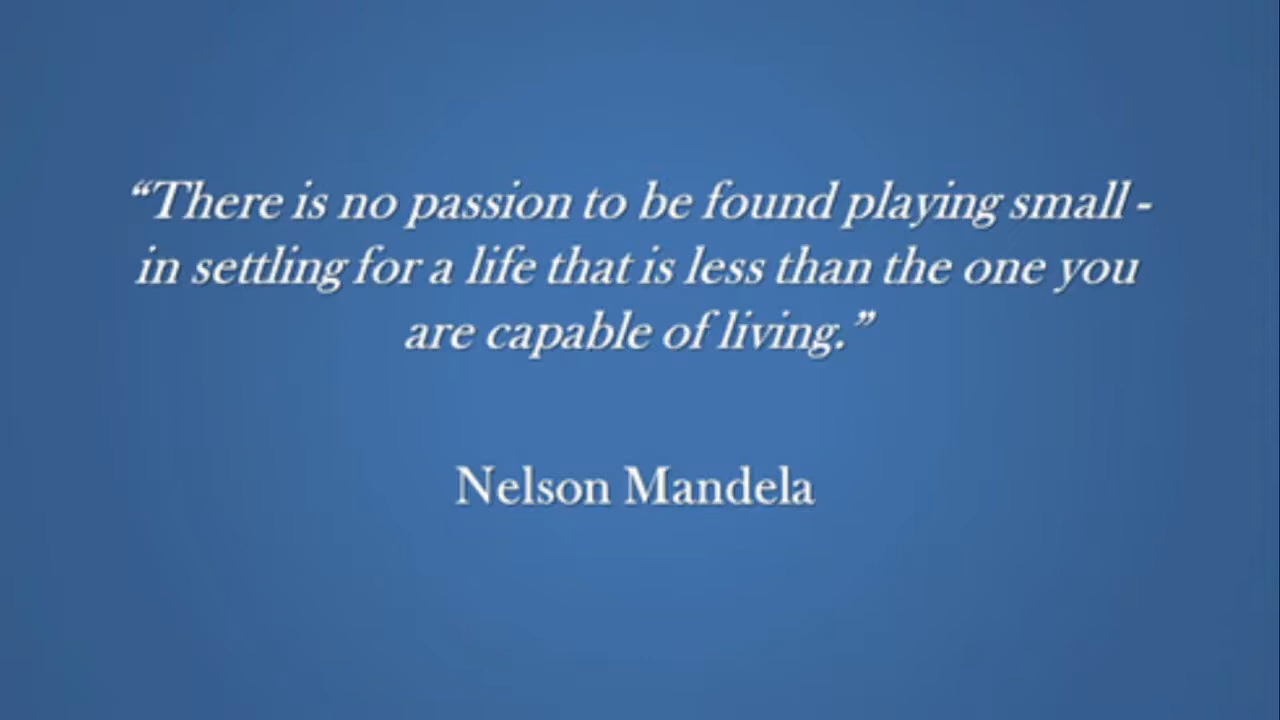 “There is no passion to be found playing small -
in settling for a life that is less than the one you
are capable of living.”
Nelson Mandela